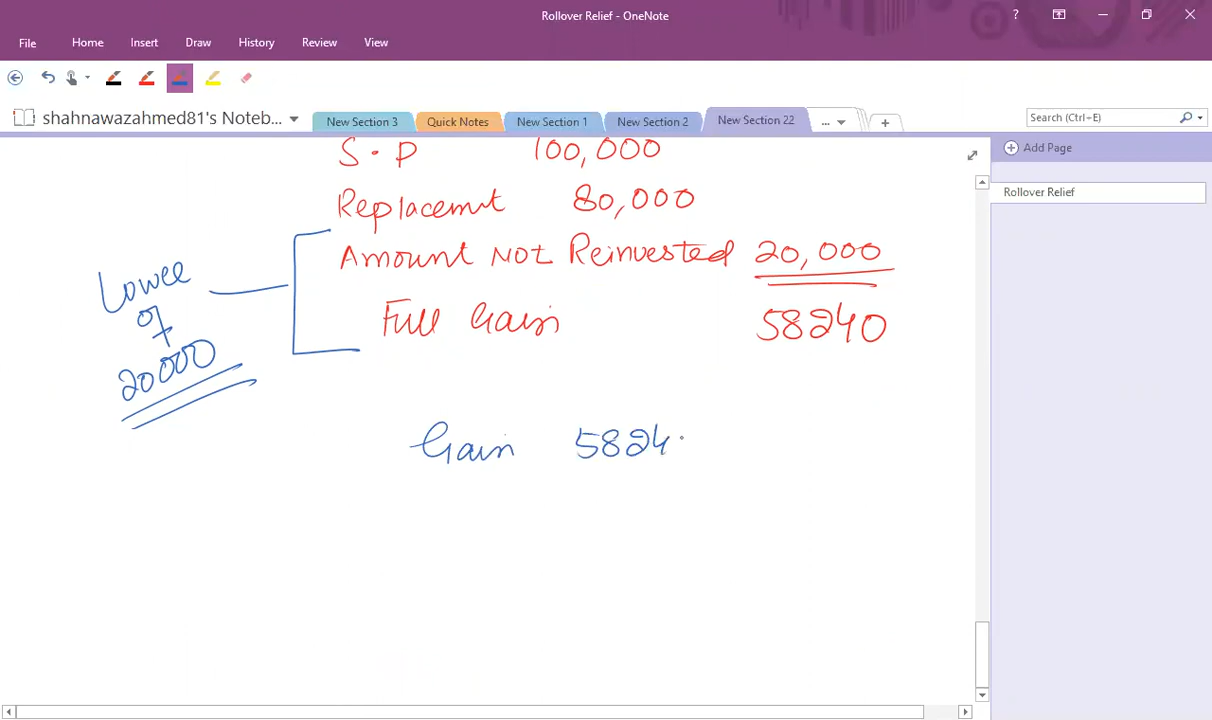 Rollover Relief - OneNote
?
File Home Insert Draw History Review View
shahnawazahmed81's Noteb...
New Section 3
Quick Notes
New Section 1
New Section 2
New Section 22
...
+
Search (Ctrl+E)
Add Page
Rollover Relief
S.P 100,000
Replacemnt 80,000
Amount NOT Reinvested 20,000
Full Gain 58240
Lowee
of
20000
Gain 5824